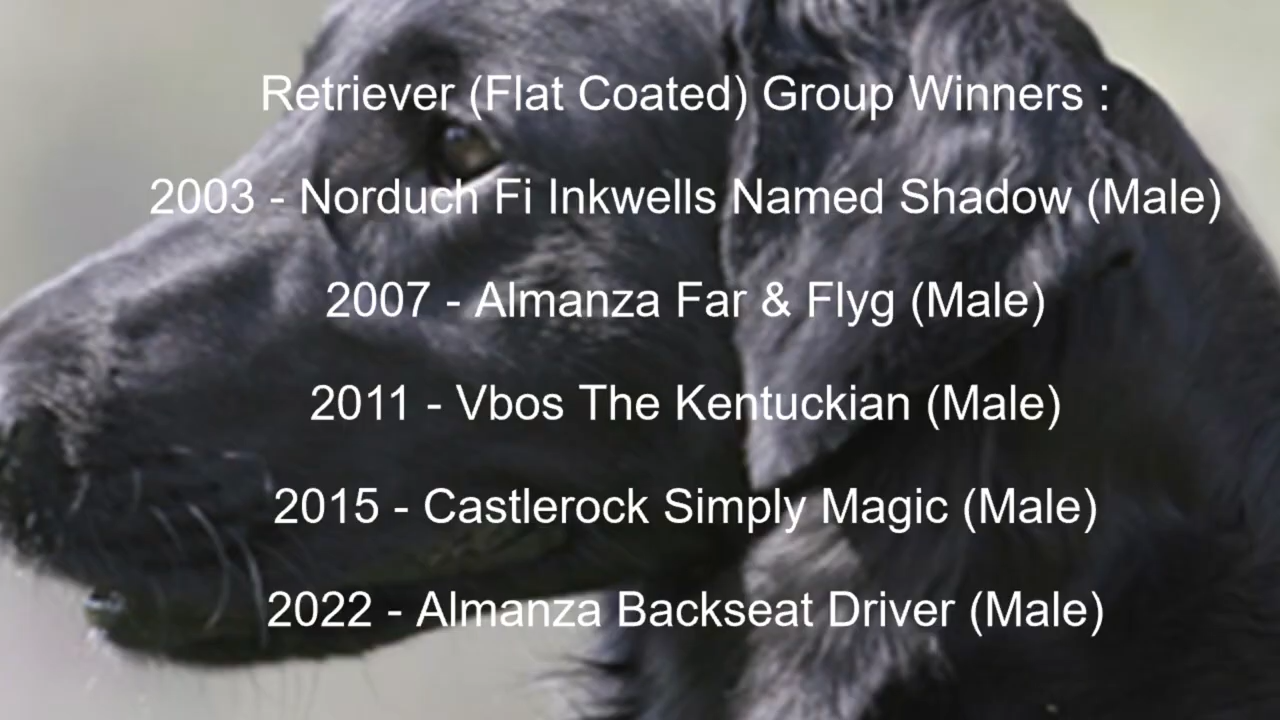 Retriever (Flat Coated) Group Winners :
2003 - Norduch Fi Inkwells Named Shadow (Male)
2007 - Almanza Far & Flyg (Male)
2011 - Vbos The Kentuckian (Male)
2015 - Castlerock Simply Magic (Male)
2022 - Almanza Backseat Driver (Male)